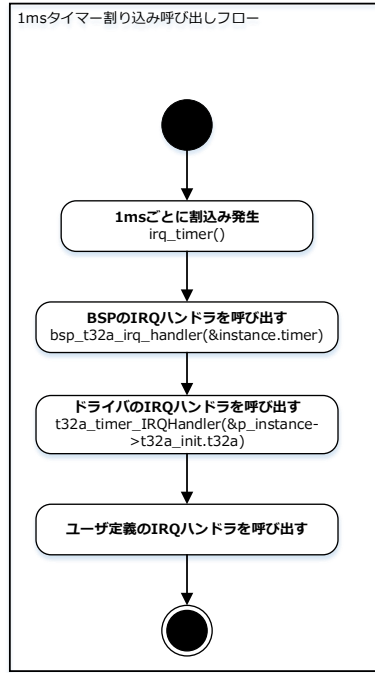 1msタイマー割り込み呼び出しフロー
1msごとに割込み発生
irq_timer()
BSPのIRQハンドラを呼び出す
bsp_t32a_irq_handler(&instance.timer)
ドライバのIRQハンドラを呼び出す
t32a_timer_IRQHandler(&p_instance-
>t32a_init.t32a)
ユーザ定義のIRQハンドラを呼び出す